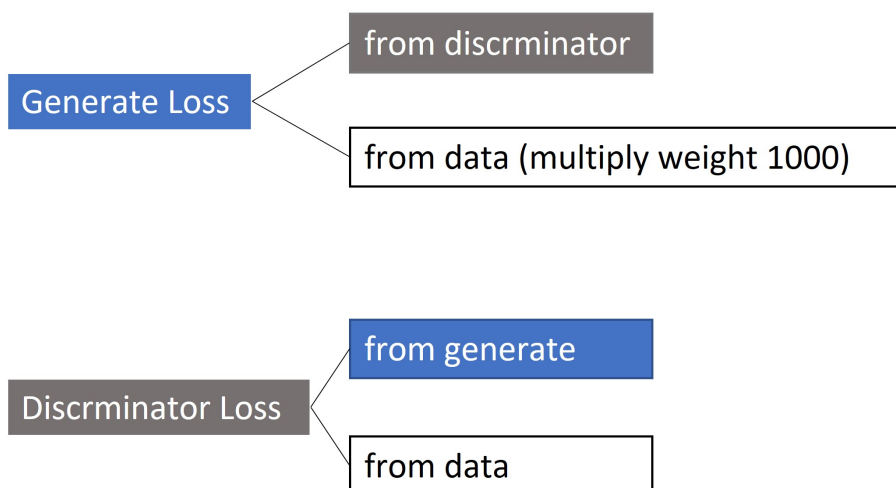 from discrminator
Generate Loss
from data (multiply weight 1000)
from generate
Discrminator Loss
from data